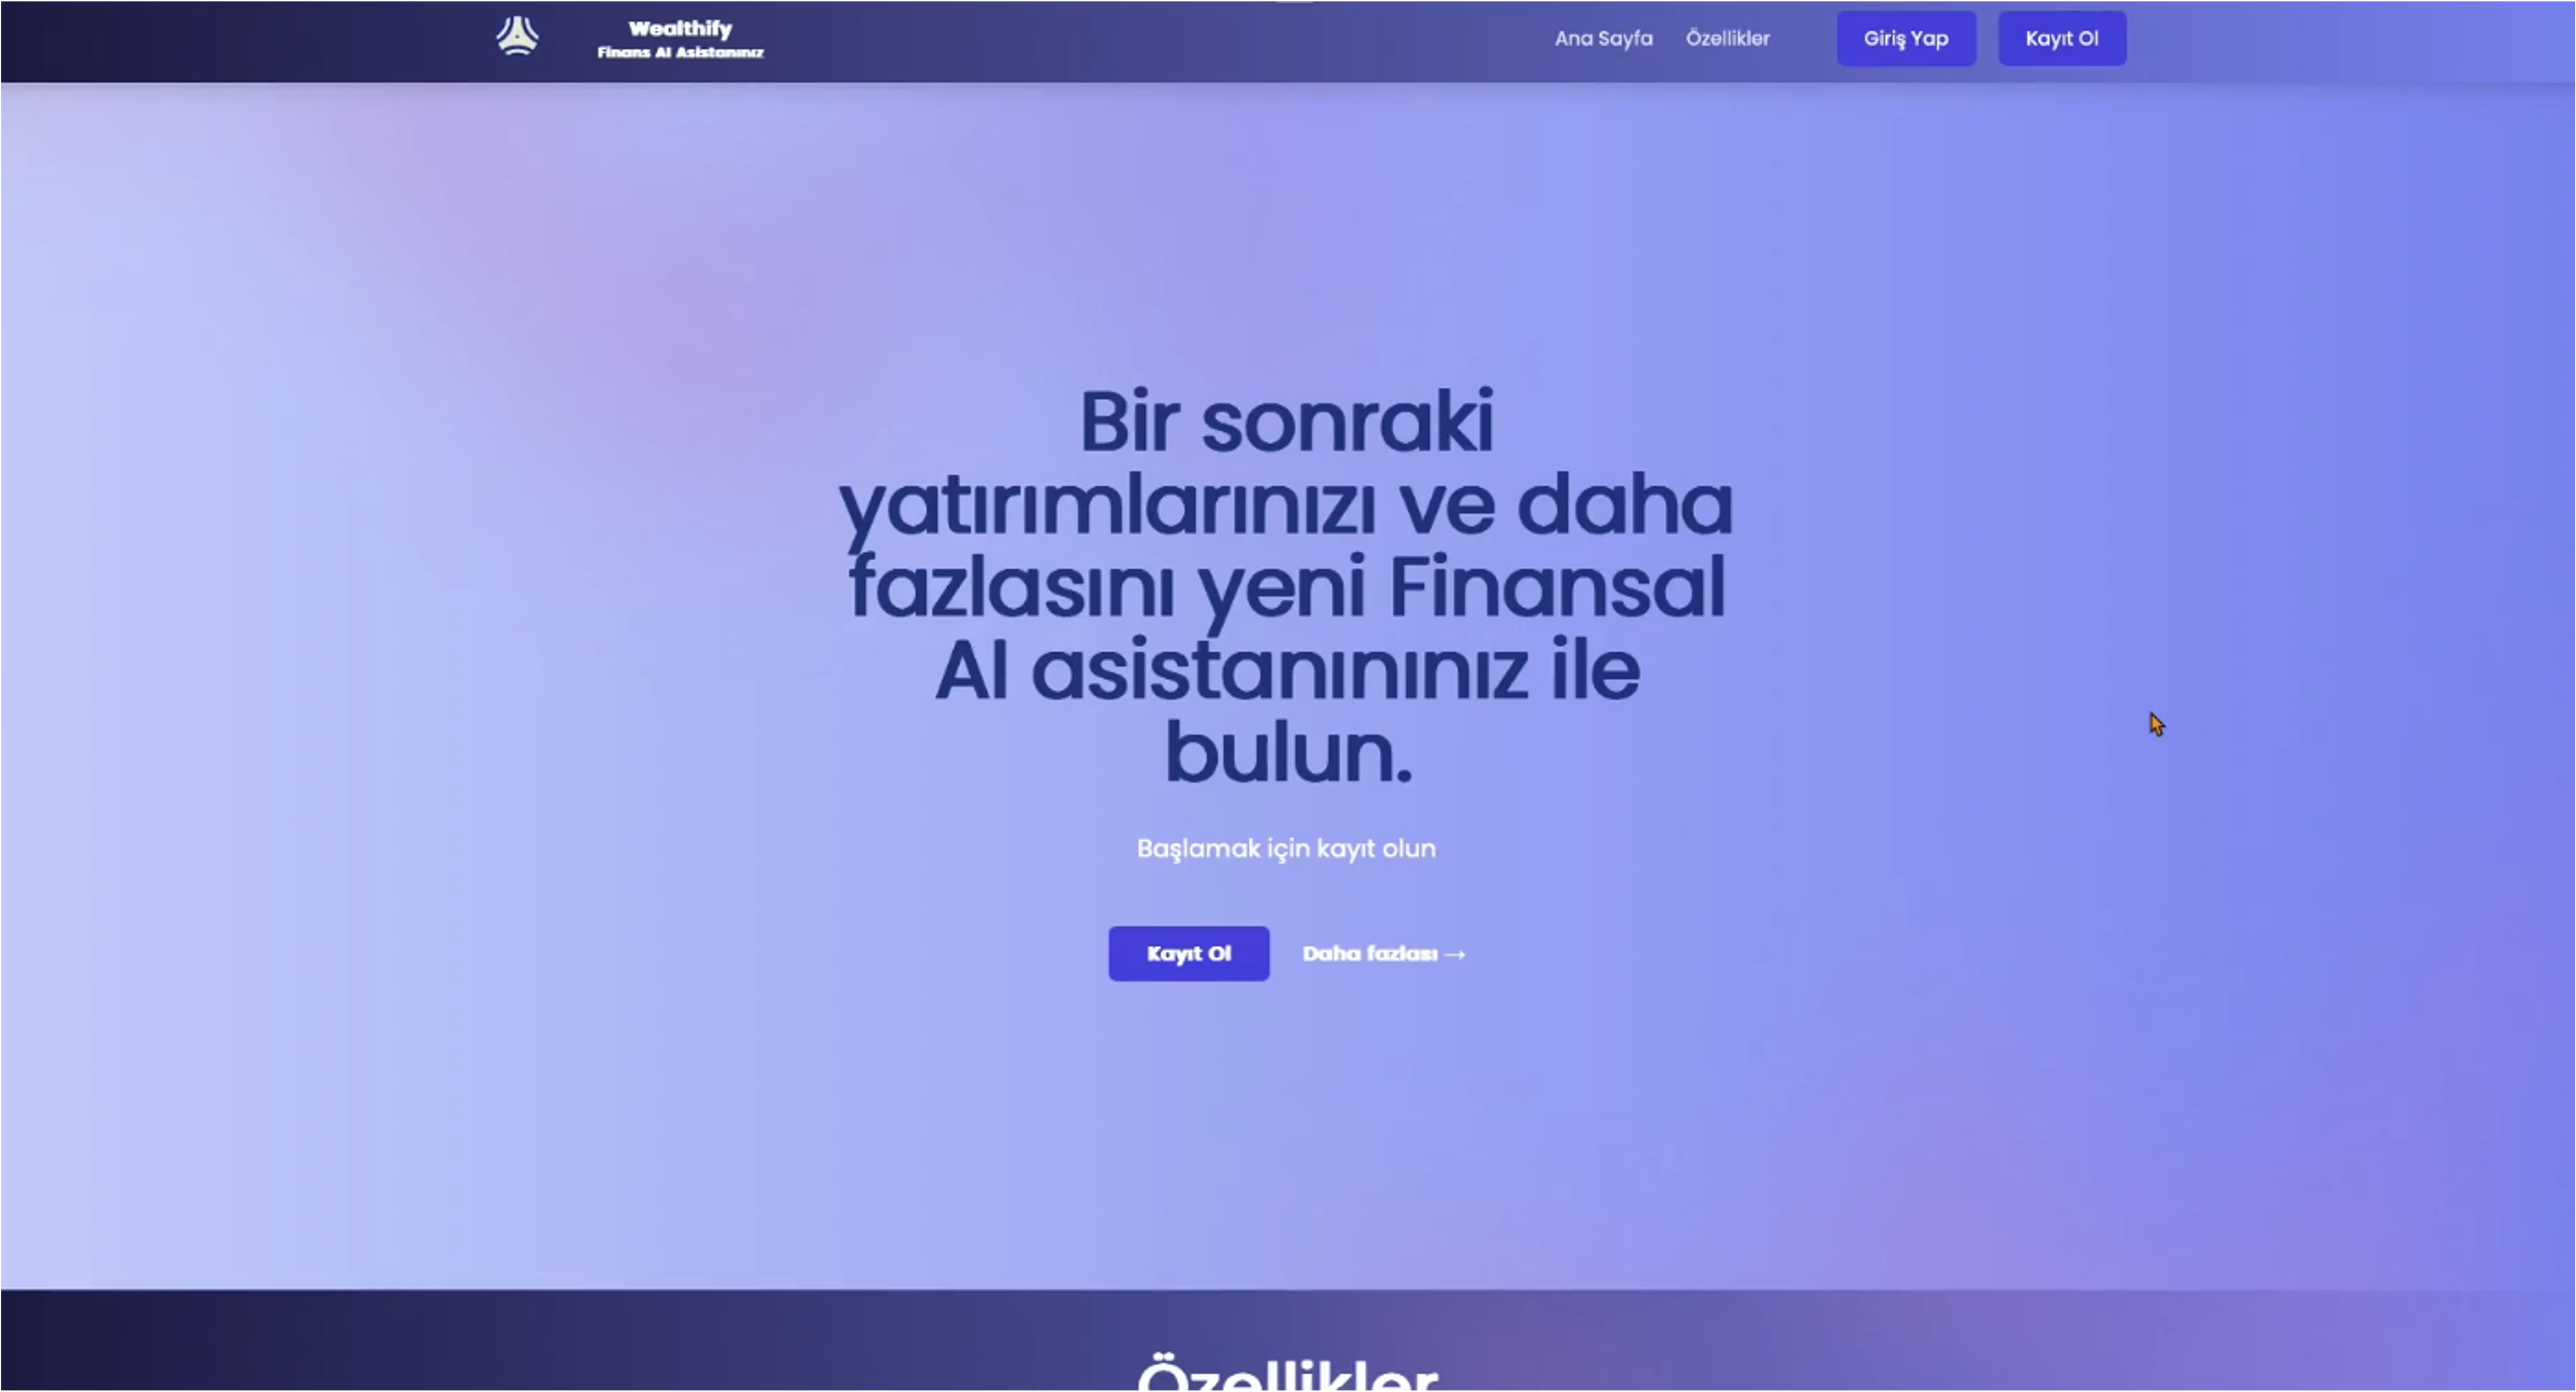 Wealthify
Finans AI Asistanınız
Ana Sayfa
Özellikler
Giriş Yap
Kayıt Ol
Bir sonraki
yatırımlarınızı ve daha
fazlasını yeni Finansal
AI asistanınınız ile
bulun.
Başlamak için kayıt olun
Kayıt Ol
Daha fazlası →
Özellikler